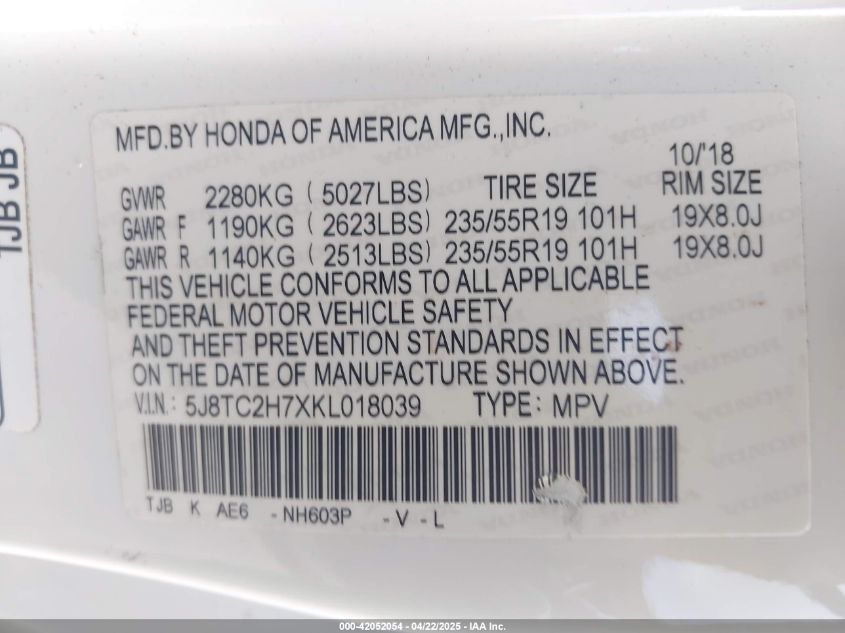 TJB JB
MFD.BY HONDA OF AMERICA MFG.,INC.
10/'18
GVWR 2280KG ( 5027LBS) TIRE SIZE RIM SIZE
GAWR F 1190KG ( 2623LBS) 235/55R19 101H 19X8.0J
GAWR R 1140KG ( 2513LBS) 235/55R19 101H 19X8.0J
THIS VEHICLE CONFORMS TO ALL APPLICABLE
FEDERAL MOTOR VEHICLE SAFETY
AND THEFT PREVENTION STANDARDS IN EFFECT
ON THE DATE OF MANUFACTURE SHOWN ABOVE.
V.I.N.: 5J8TC2H7XKL018039 TYPE: MPV
TJB K AE6 -NH603P -V -L
000-42052054 - 04/22/2025 - IAA Inc.